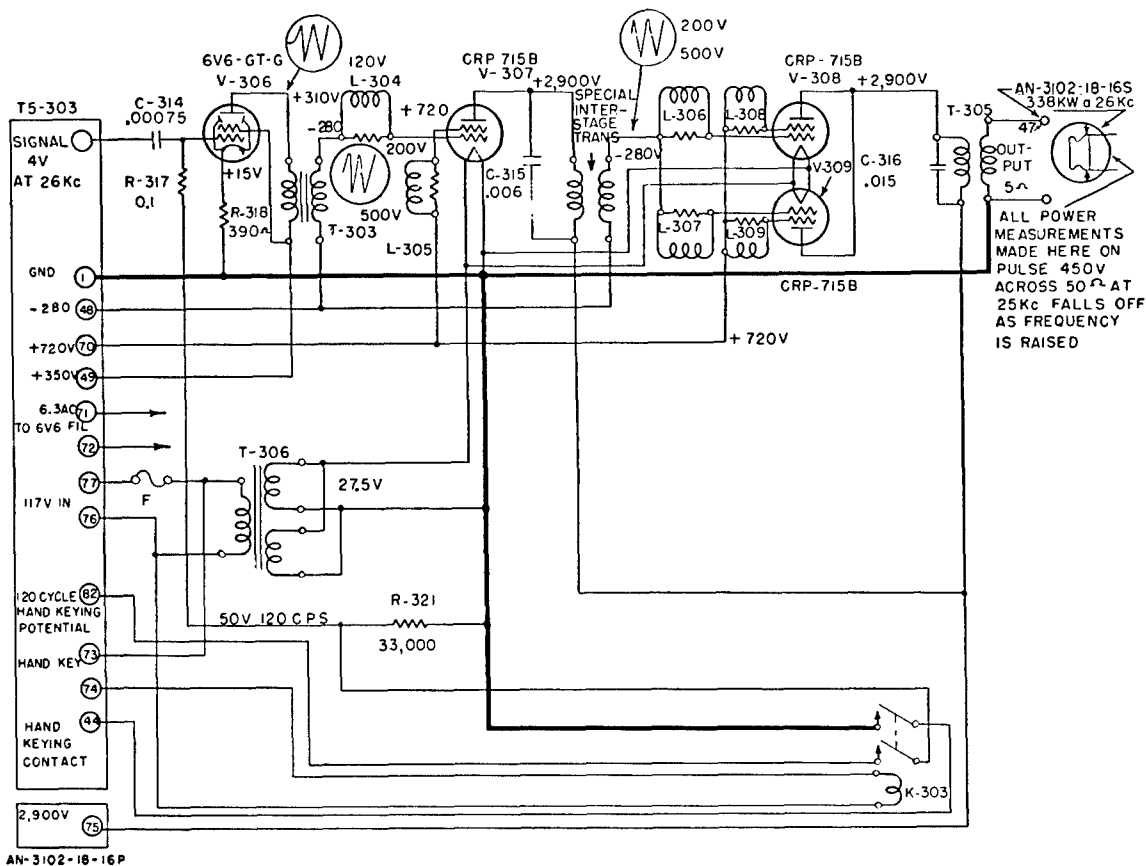 TS-303
SIGNAL
4V
AT 26Kc
GND
1
-280
48
+720V
70
+350V
49
6.3AC
71
TO 6V6 FIL
72
77
117V IN
76
120 CYCLE
82
HAND KEYING
POTENTIAL
HAND KEY
73
74
44
HAND
KEYING
CONTACT
2,900V
75
AN-3102-18-16P
C-314
.00075
R-317
0.1
6V6-GT-G
V-306
+15V
R-318
390Ω
+310V
120V
L-304
-280
200V
500V
T-303
+720
L-305
CRP 715B
V-307
+2,900V
C-315
.006
SPECIAL
INTER-
STAGE
TRANS
200V
500V
-280V
L-306
L-308
L-307
L-309
CRP-715B
V-308
+2,900V
V309
CRP-715B
C-316
.015
+720V
T-305
AN-3102-18-16S
338KW a 26Kc
47
OUT-
PUT
5Ω
ALL POWER
MEASUREMENTS
MADE HERE ON
PULSE 450V
ACROSS 50Ω AT
25Kc FALLS OFF
AS FREQUENCY
IS RAISED
F
T-306
27.5V
50V 120 CPS
R-321
33,000
K-303